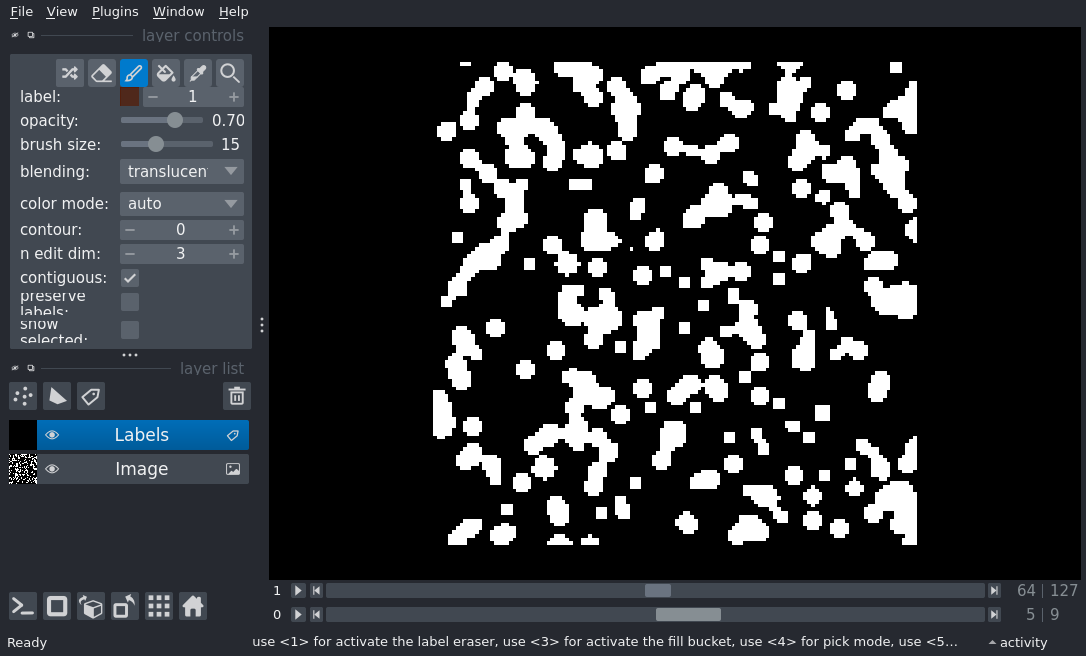 File View Plugins Window Help
layer controls
label: 1
opacity: 0.70
brush size: 15
blending: translucen
color mode: auto
contour: 0
n edit dim: 3
contiguous:
preserve
labels:
show
selected:
layer list
Labels
Image
1 64 127
0 5 9
Ready use <1> for activate the label eraser, use <3> for activate the fill bucket, use <4> for pick mode, use <5... activity